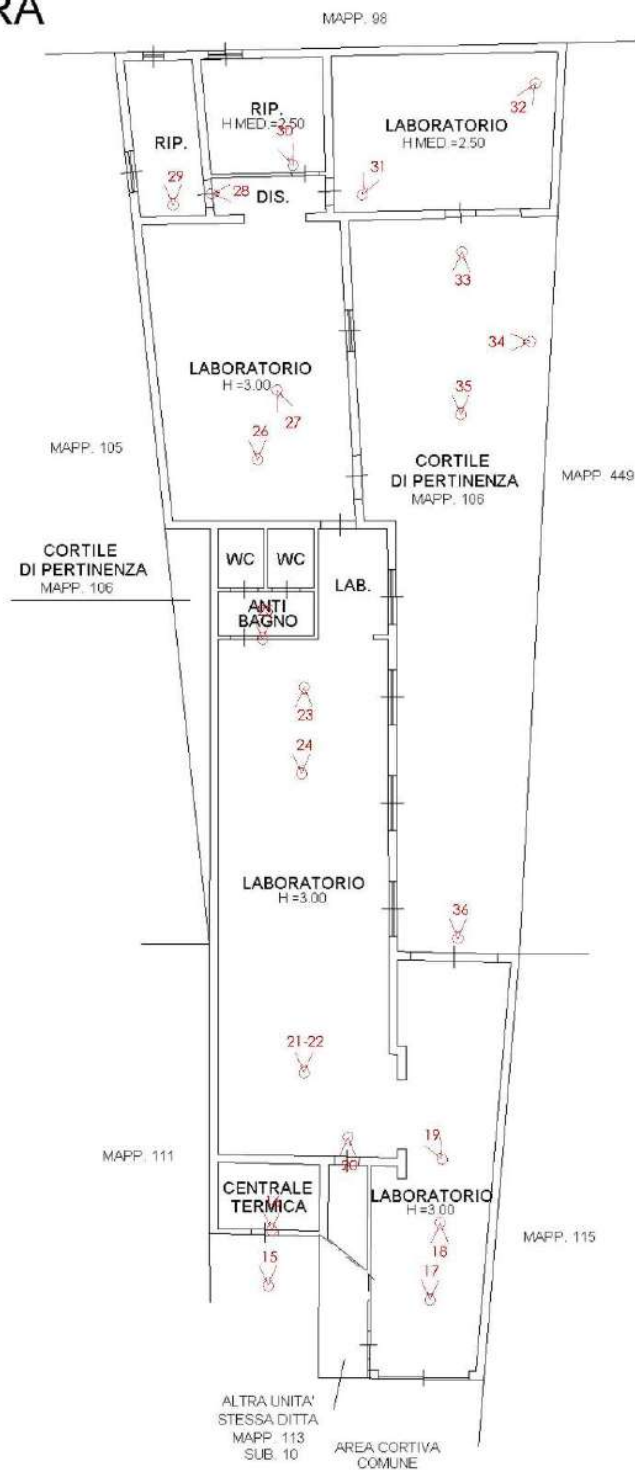 RA
MAPP. 98
RIP.
H MED.=2.50
30
LABORATORIO
H MED.=2.50
32
RIP.
29
28
DIS.
31
33
34
LABORATORIO
H =3.00
27
26
35
MAPP. 105
CORTILE
DI PERTINENZA
MAPP. 106
MAPP. 449
CORTILE
DI PERTINENZA
MAPP. 106
WC
WC
LAB.
ANTI
BAGNO
23
24
LABORATORIO
H =3.00
36
21-22
MAPP. 111
19
20
CENTRALE
TERMICA
LABORATORIO
H =3.00
15
18
17
MAPP. 115
ALTRA UNITA'
STESSA DITTA
MAPP. 113
SUB. 10
AREA CORTIVA
COMUNE